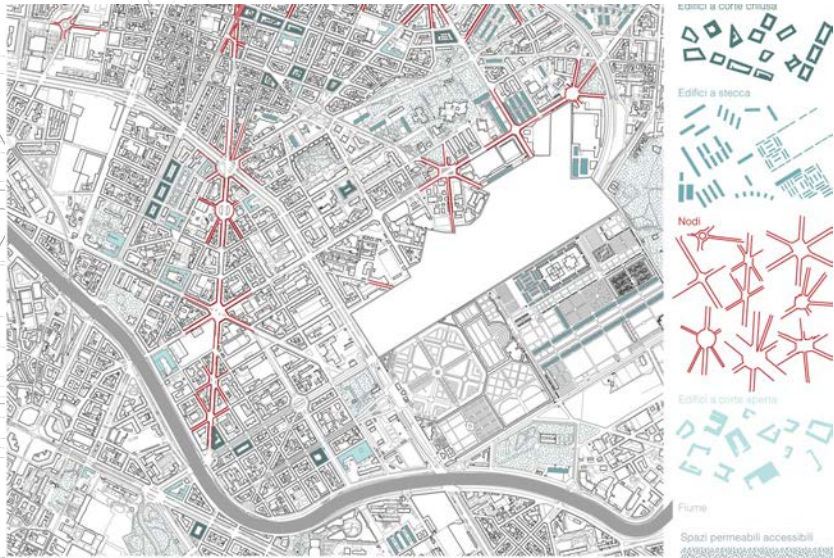 Edifici a corte chiusa
Edifici a stecca
Nodi
Edifici a corte aperta
Fiume
Spazi permeabili accessibili